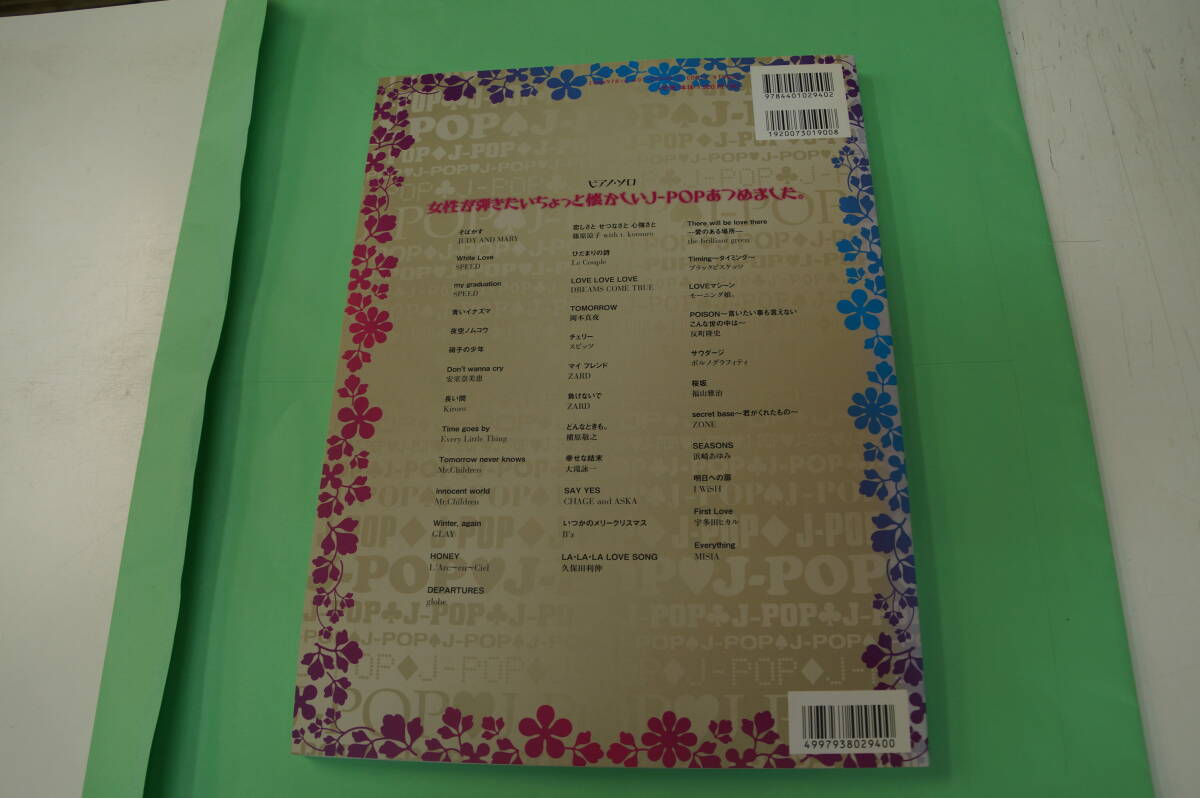 9784401029402
1920073019008
ピアノ・ソロ
女性が弾きたいちょっと懐かしいJ-POPあつめました。
そばかす
JUDY AND MARY
White Love
SPEED
my graduation
SPEED
青いイナズマ
夜空ノムコウ
硝子の少年
Don't wanna cry
安室奈美恵
長い間
Kiroro
Time goes by
Every Little Thing
Tomorrow never knows
Mr.Children
innocent world
Mr.Children
Winter, again
GLAY
HONEY
L'Arc〜en〜Ciel
DEPARTURES
globe
恋しさと せつなさと 心強さと
篠原涼子 with t. komuro
ひだまりの詩
Le Couple
LOVE LOVE LOVE
DREAMS COME TRUE
TOMORROW
岡本真夜
チェリー
スピッツ
マイ フレンド
ZARD
負けないで
ZARD
どんなときも。
槇原敬之
幸せな結末
大滝詠一
SAY YES
CHAGE and ASKA
いつかのメリークリスマス
B'z
LA・LA・LA LOVE SONG
久保田利伸
There will be love there
―愛のある場所―
the brilliant green
Timing〜タイミング〜
ブラックビスケッツ
LOVEマシーン
モーニング娘。
POISON〜言いたい事も言えない
こんな世の中は〜
反町隆史
サウダージ
ポルノグラフィティ
桜坂
福山雅治
secret base〜君がくれたもの〜
ZONE
SEASONS
浜崎あゆみ
明日への扉
I WiSH
First Love
宇多田ヒカル
Everything
MISIA
4997938029400